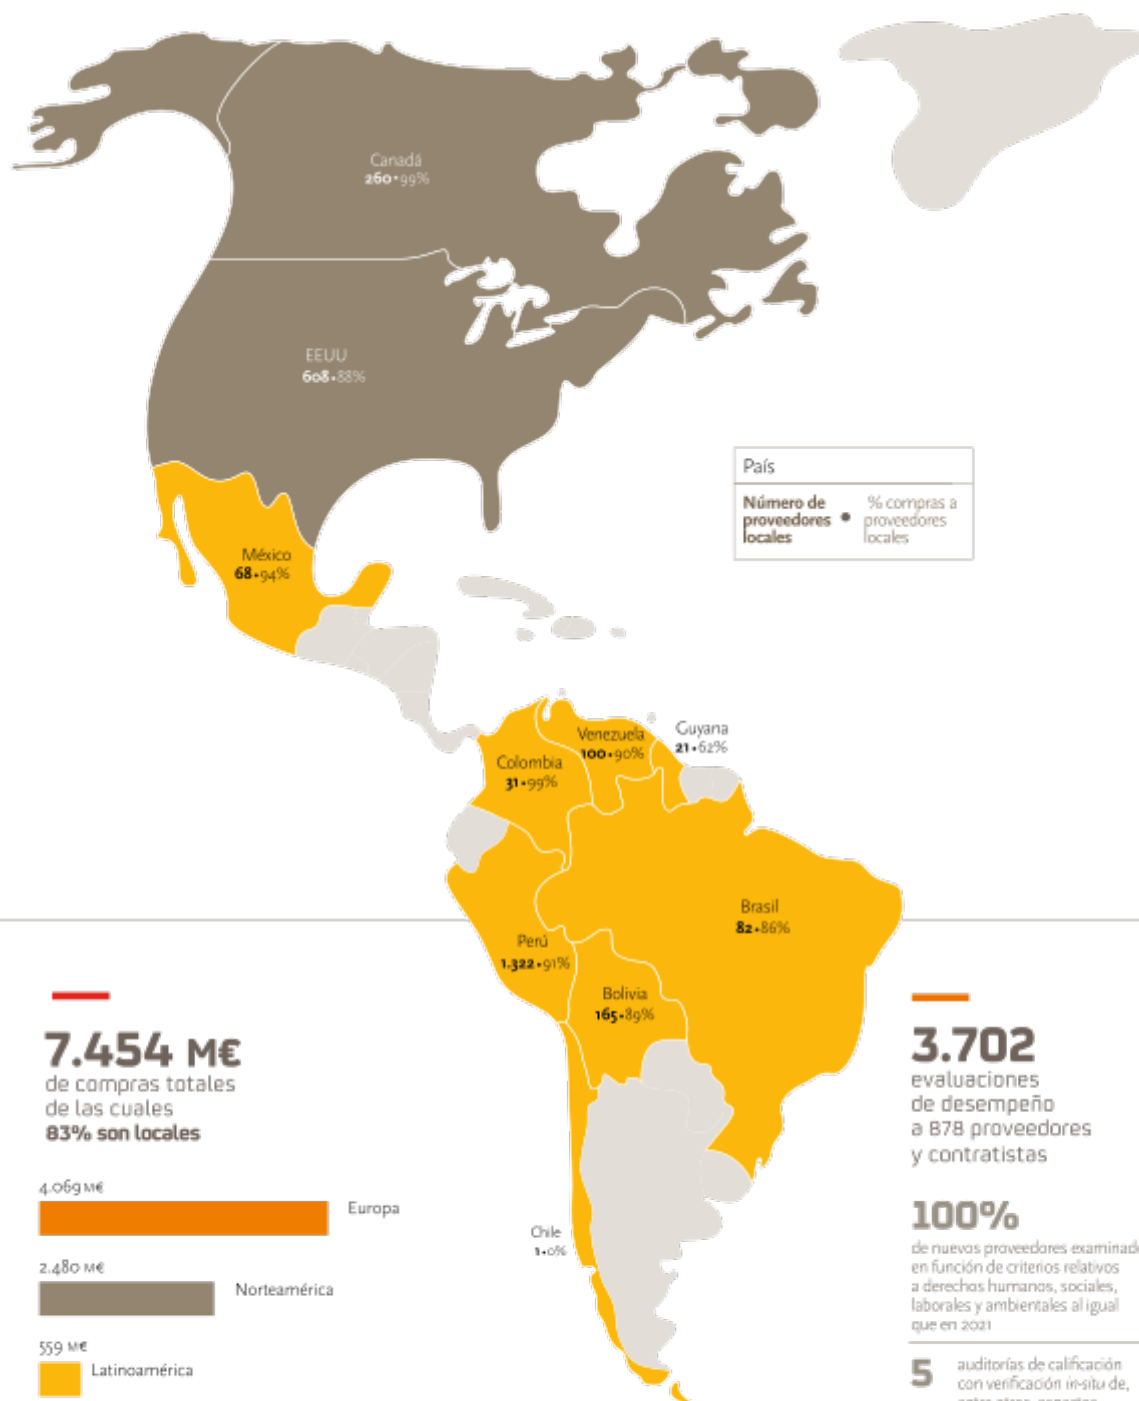 Canadá
260•99%
EEUU
608•88%
País
Número de proveedores locales • % compras a proveedores locales
México
68•94%
Venezuela
100•90%
Guyana
21•62%
Colombia
31•99%
Brasil
82•86%
Perú
1.322•91%
Bolivia
165•89%
Chile
1•0%
7.454 M€
de compras totales
de las cuales
83% son locales
4.069 M€
Europa
2.480 M€
Norteamérica
559 M€
Latinoamérica
3.702
evaluaciones
de desempeño
a 878 proveedores
y contratistas
100%
de nuevos proveedores examinad
en función de criterios relativos
a derechos humanos, sociales,
laborales y ambientales al igual
que en 2021
5 auditorías de calificación
con verificación in-situ de,